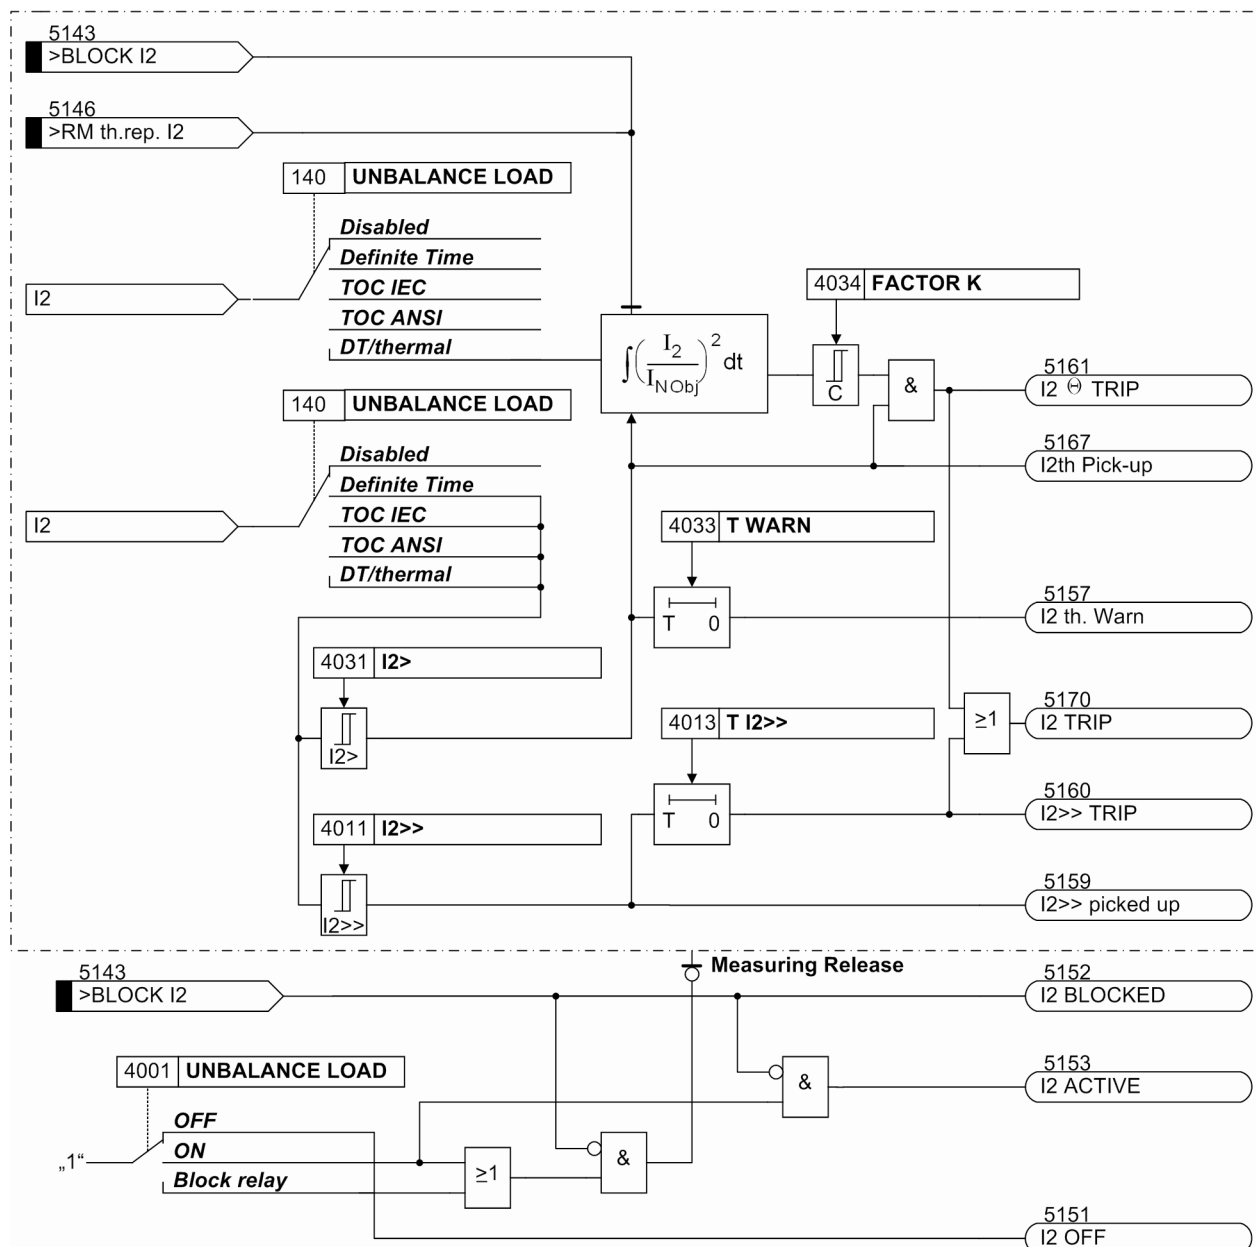 5143
>BLOCK I2
5146
>RM th.rep. I2
140 UNBALANCE LOAD
Disabled
Definite Time
TOC IEC
TOC ANSI
DT/thermal
I2
4034 FACTOR K
∫(I2/INObj)² dt
C
&
5161
I2 Θ TRIP
140 UNBALANCE LOAD
5167
I2th Pick-up
Disabled
Definite Time
TOC IEC
TOC ANSI
DT/thermal
I2
4033 T WARN
T 0
5157
I2 th. Warn
4031 I2>
I2>
4013 T I2>>
T 0
≥1
5170
I2 TRIP
5160
I2>> TRIP
4011 I2>>
I2>>
5159
I2>> picked up
Measuring Release
5143
>BLOCK I2
5152
I2 BLOCKED
4001 UNBALANCE LOAD
&
5153
I2 ACTIVE
OFF
ON
Block relay
„1“
≥1
&
5151
I2 OFF